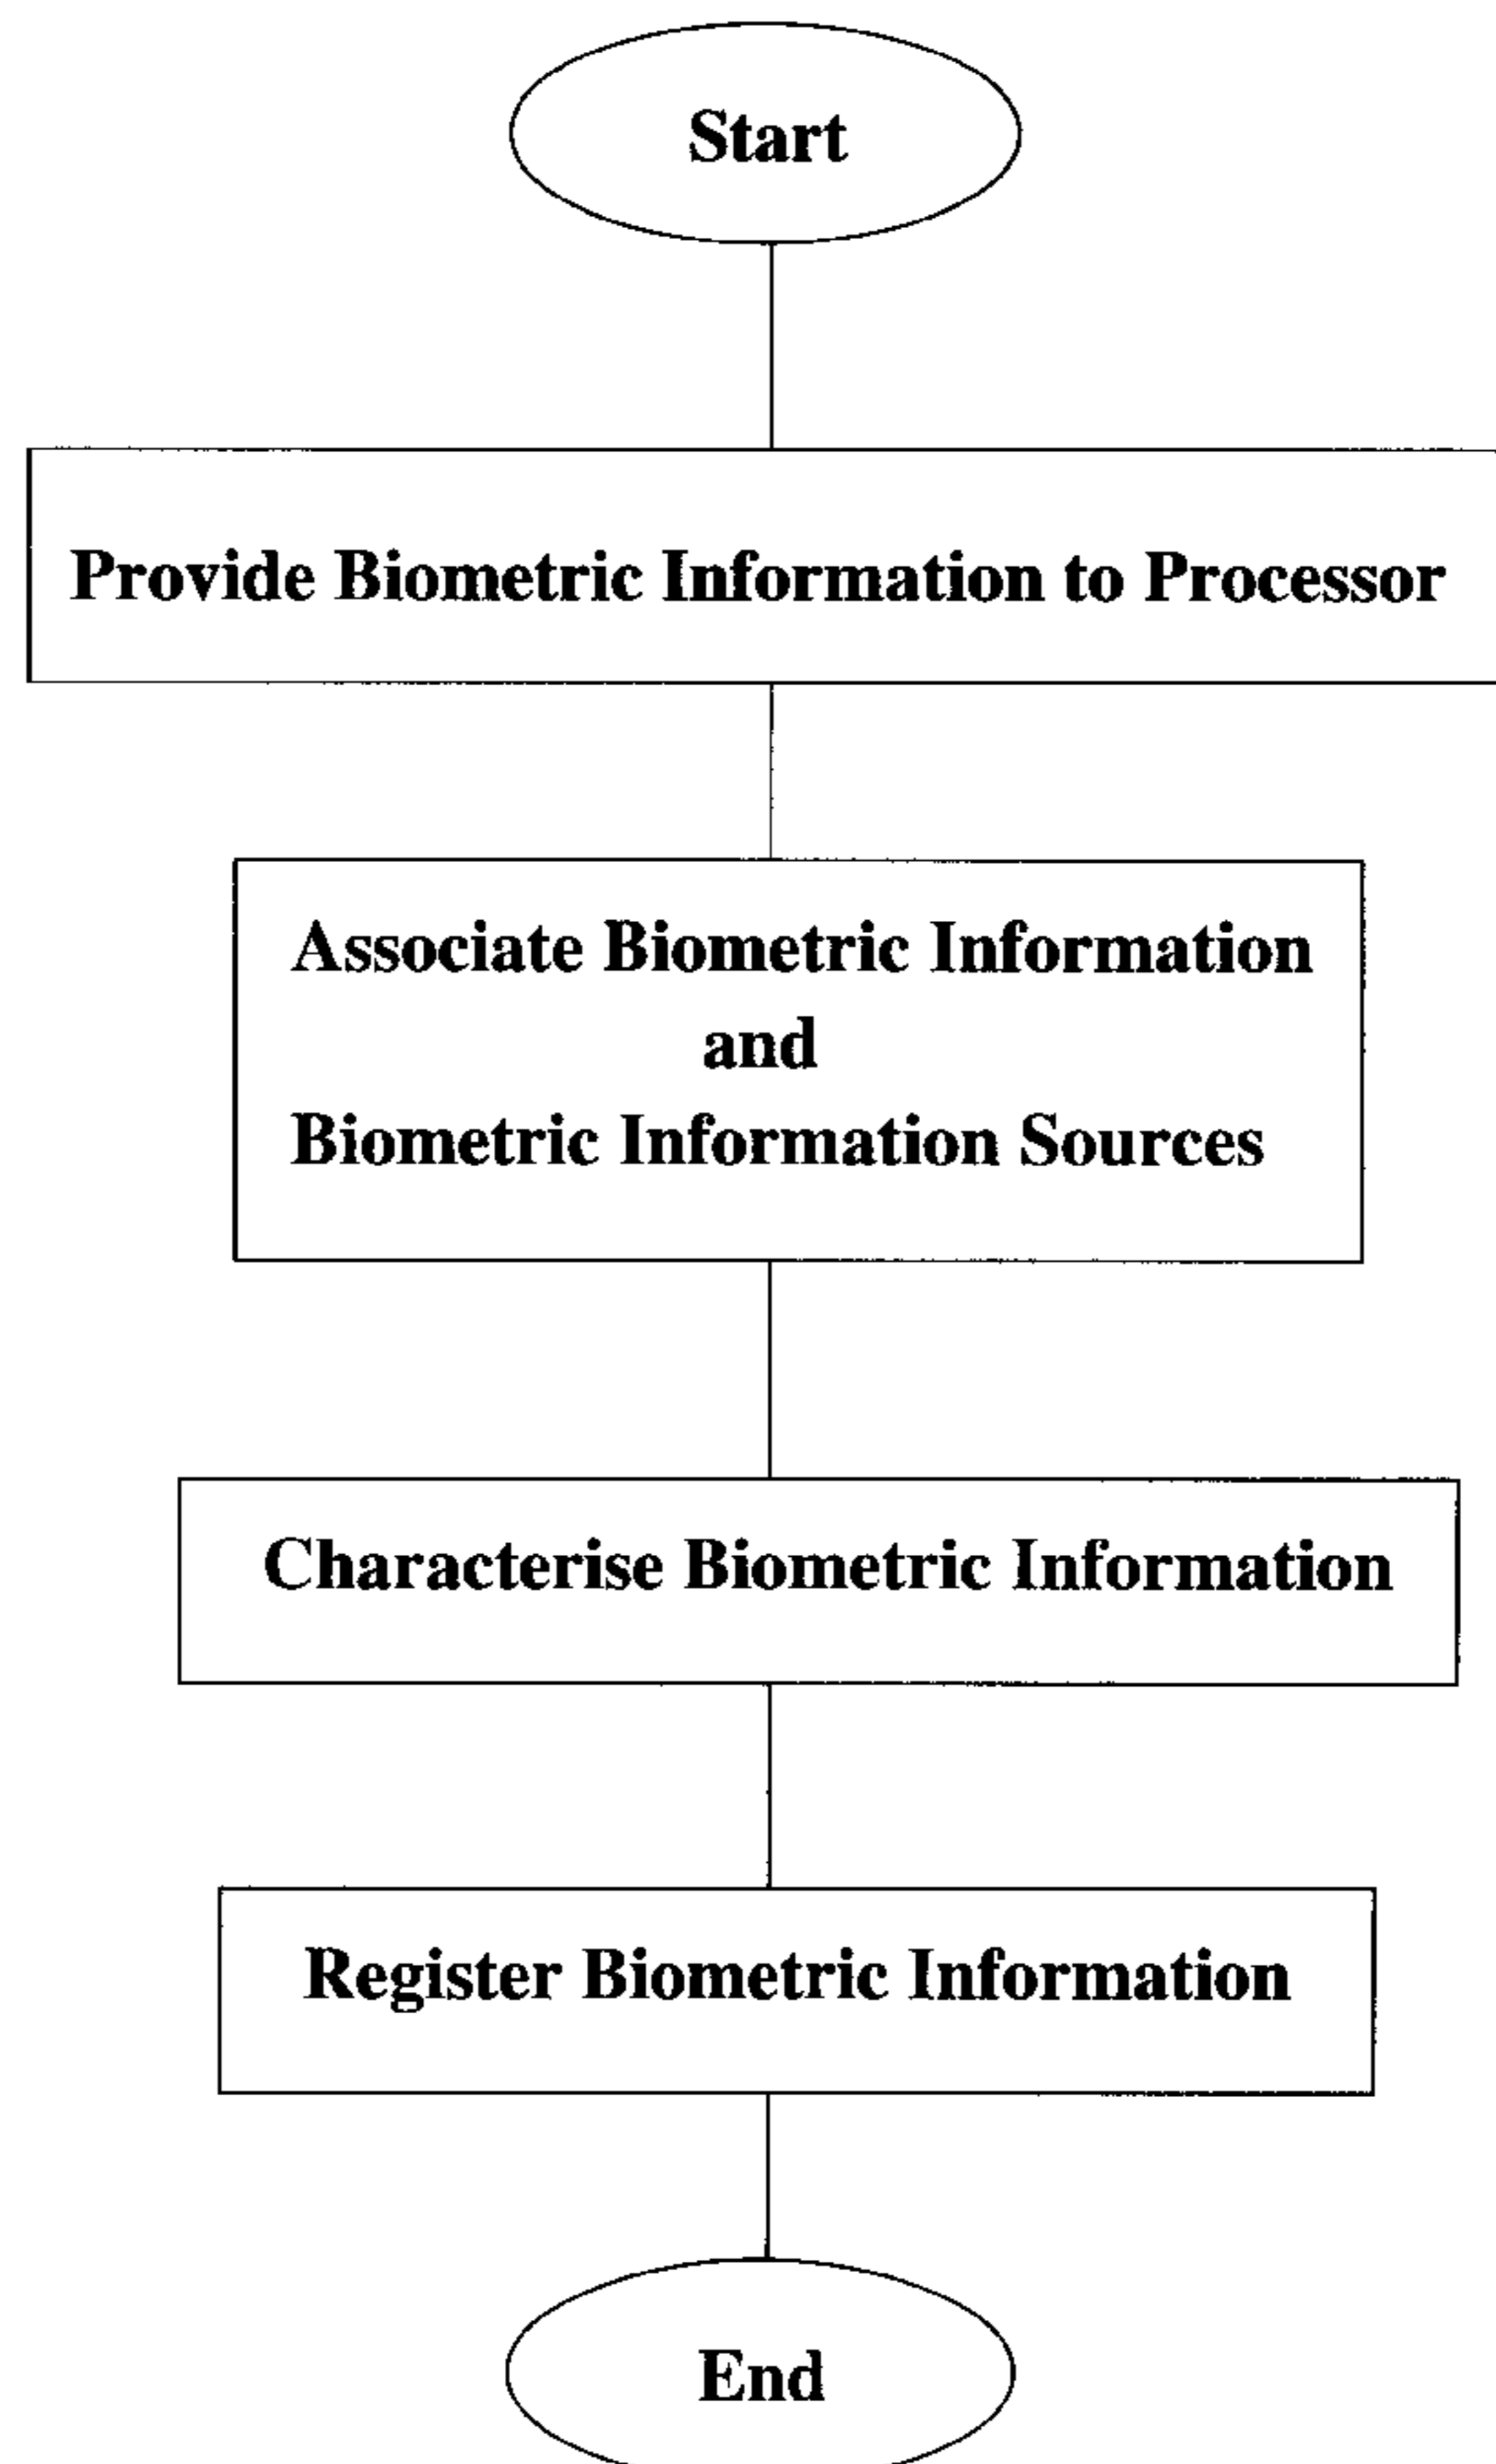 Start
Provide Biometric Information to Processor
Associate Biometric Information
and
Biometric Information Sources
Characterise Biometric Information
Register Biometric Information
End